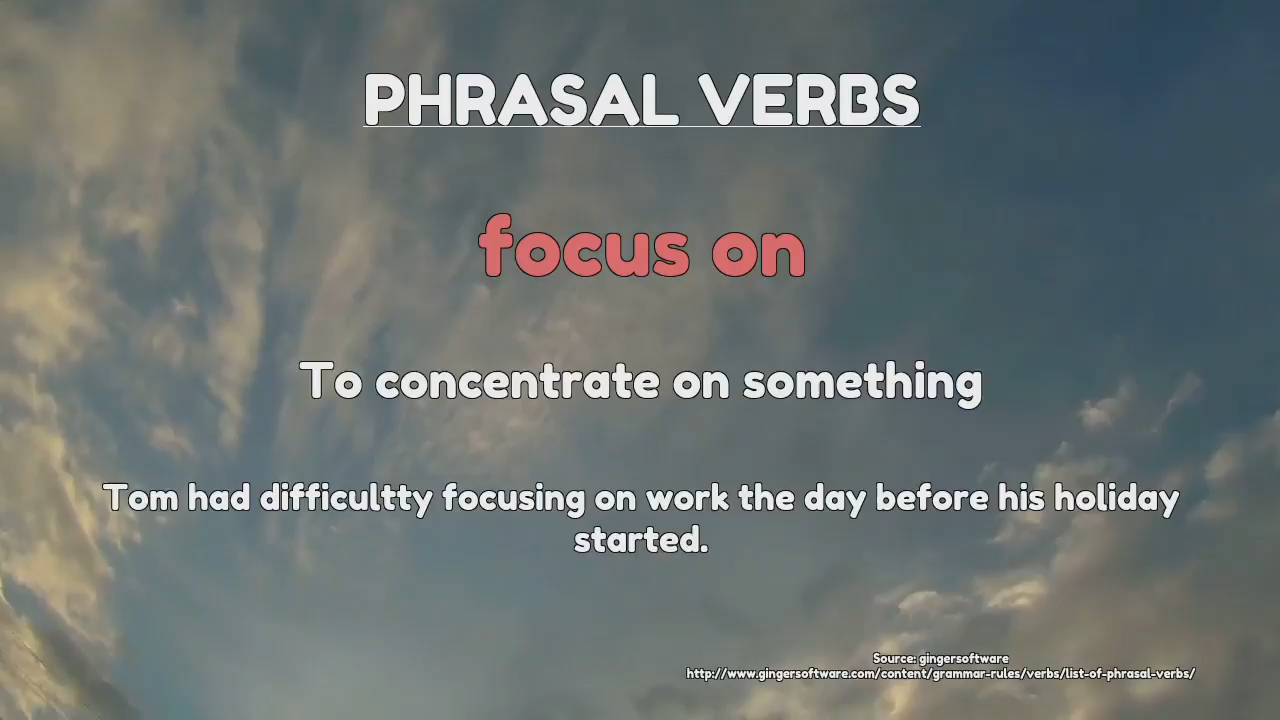 PHRASAL VERBS
focus on
To concentrate on something
Tom had difficultty focusing on work the day before his holiday
started.
Source: gingersoftware
http://www.gingersoftware.com/content/grammar-rules/verbs/list-of-phrasal-verbs/